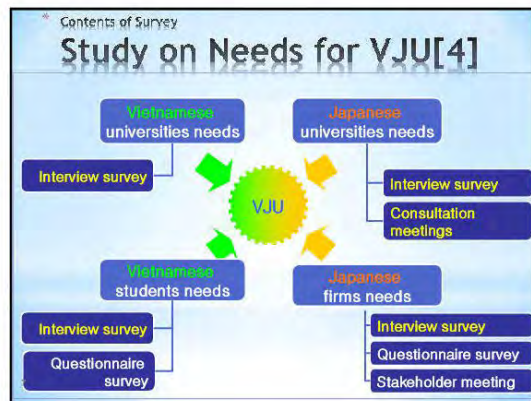 * Contents of Survey
Study on Needs for VJU[4]
Vietnamese
universities needs
Interview survey
Japanese
universities needs
Interview survey
Consultation
meetings
VJU
Vietnamese
students needs
Interview survey
Questionnaire
survey
Japanese
firms needs
Interview survey
Questionnaire survey
Stakeholder meeting